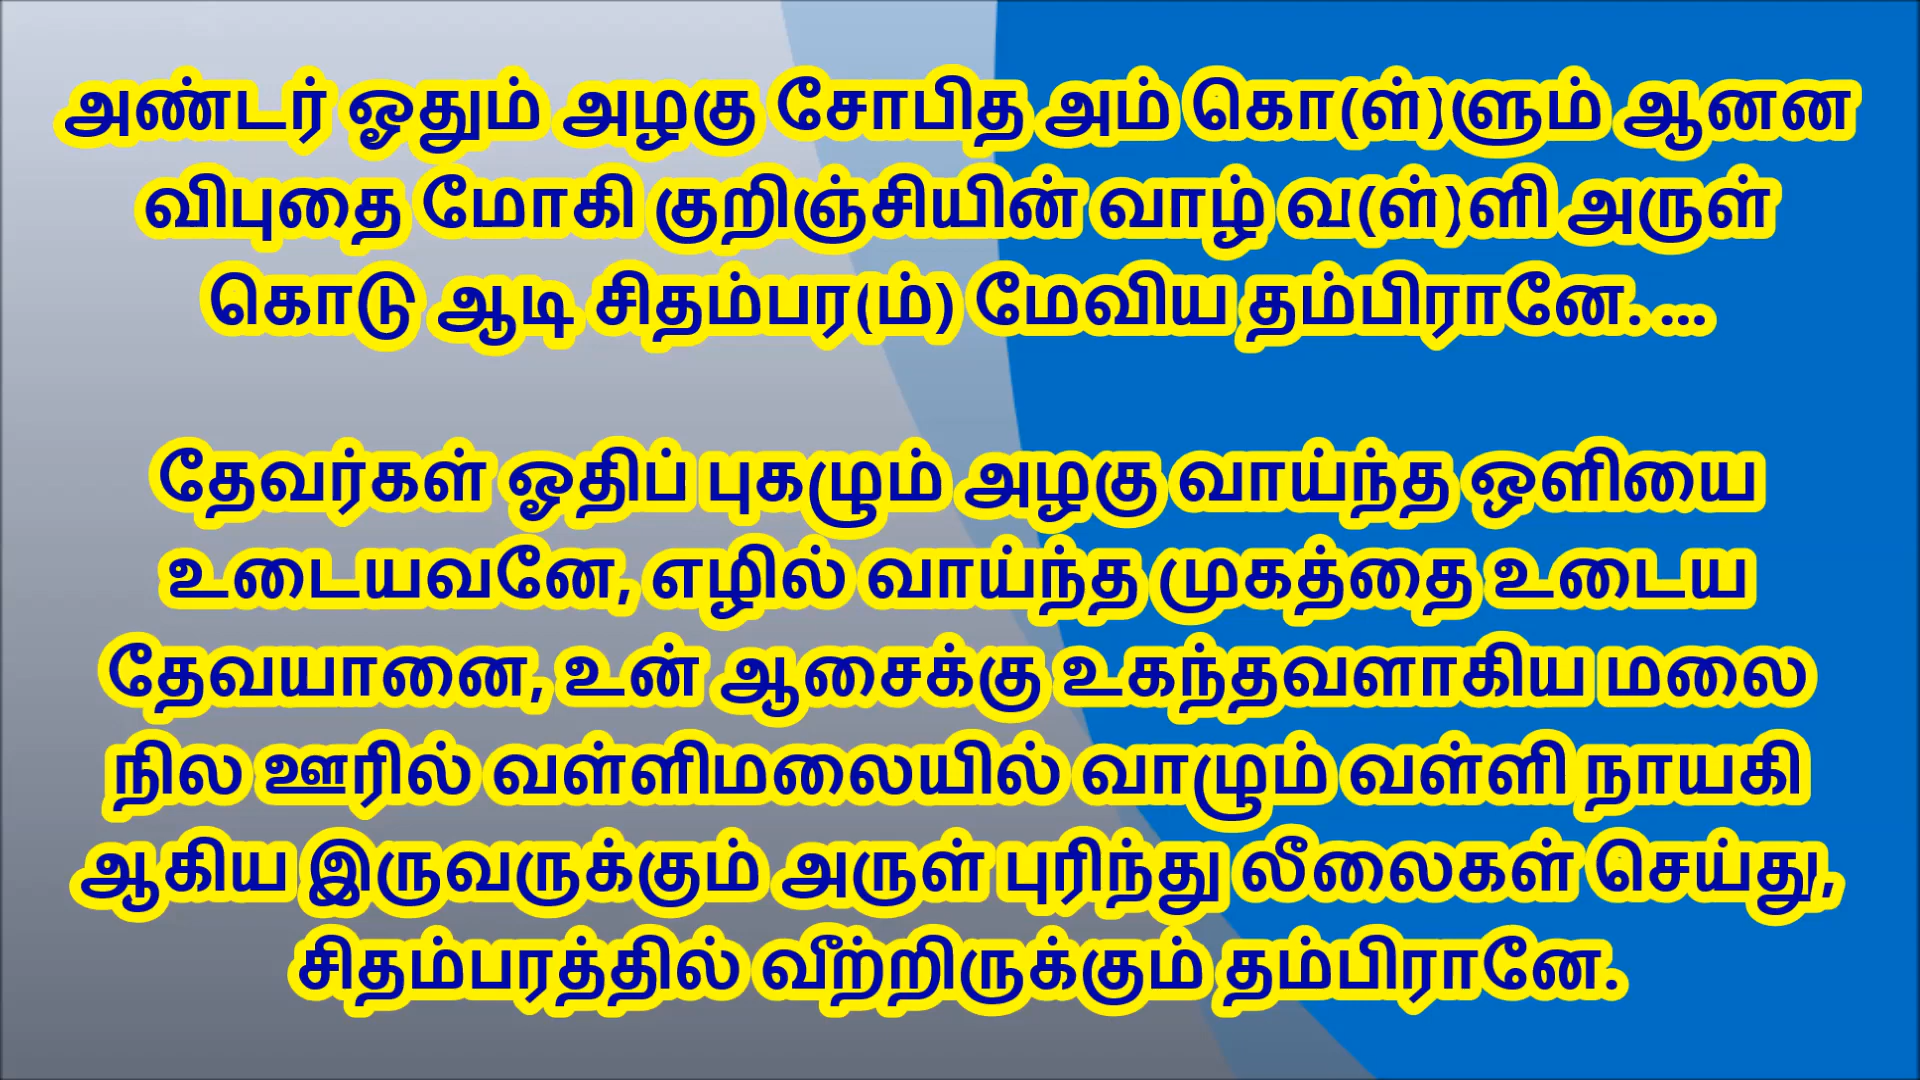 அண்டர் ஓதும் அழகு சோபித அம் கொ(ள்)ளும் ஆனன
விபுதை மோகி குறிஞ்சியின் வாழ் வ(ள்)ளி அருள்
கொடு ஆடி சிதம்பர(ம்) மேவிய தம்பிரானே. ...
தேவர்கள் ஓதிப் புகழும் அழகு வாய்ந்த ஒளியை
உடையவனே, எழில் வாய்ந்த முகத்தை உடைய
தேவயானை, உன் ஆசைக்கு உகந்தவளாகிய மலை
நில ஊரில் வள்ளிமலையில் வாழும் வள்ளி நாயகி
ஆகிய இருவருக்கும் அருள் புரிந்து லீலைகள் செய்து,
சிதம்பரத்தில் வீற்றிருக்கும் தம்பிரானே.